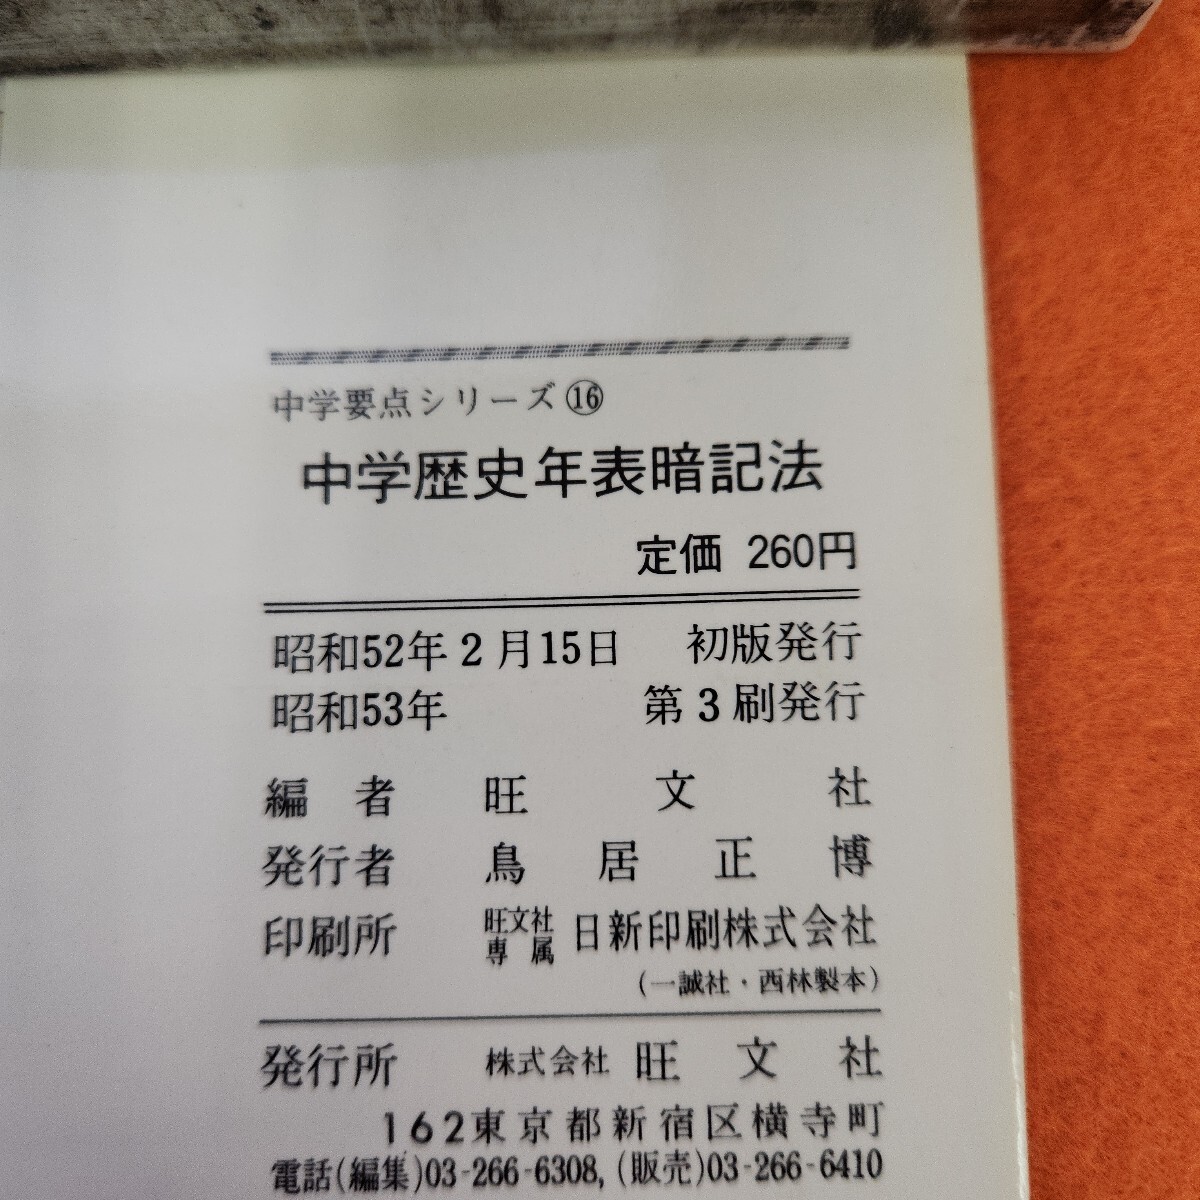 中学要点シリーズ⑯
中学歴史年表暗記法
定価 260円
昭和52年2月15日 初版発行
昭和53年 第3刷発行
編者 旺文社
発行者 鳥居正博
印刷所 旺文社専属 日新印刷株式会社
(一誠社・西林製本)
発行所 株式会社 旺文社
162東京都新宿区横寺町
電話(編集)03-266-6308,(販売)03-266-6410